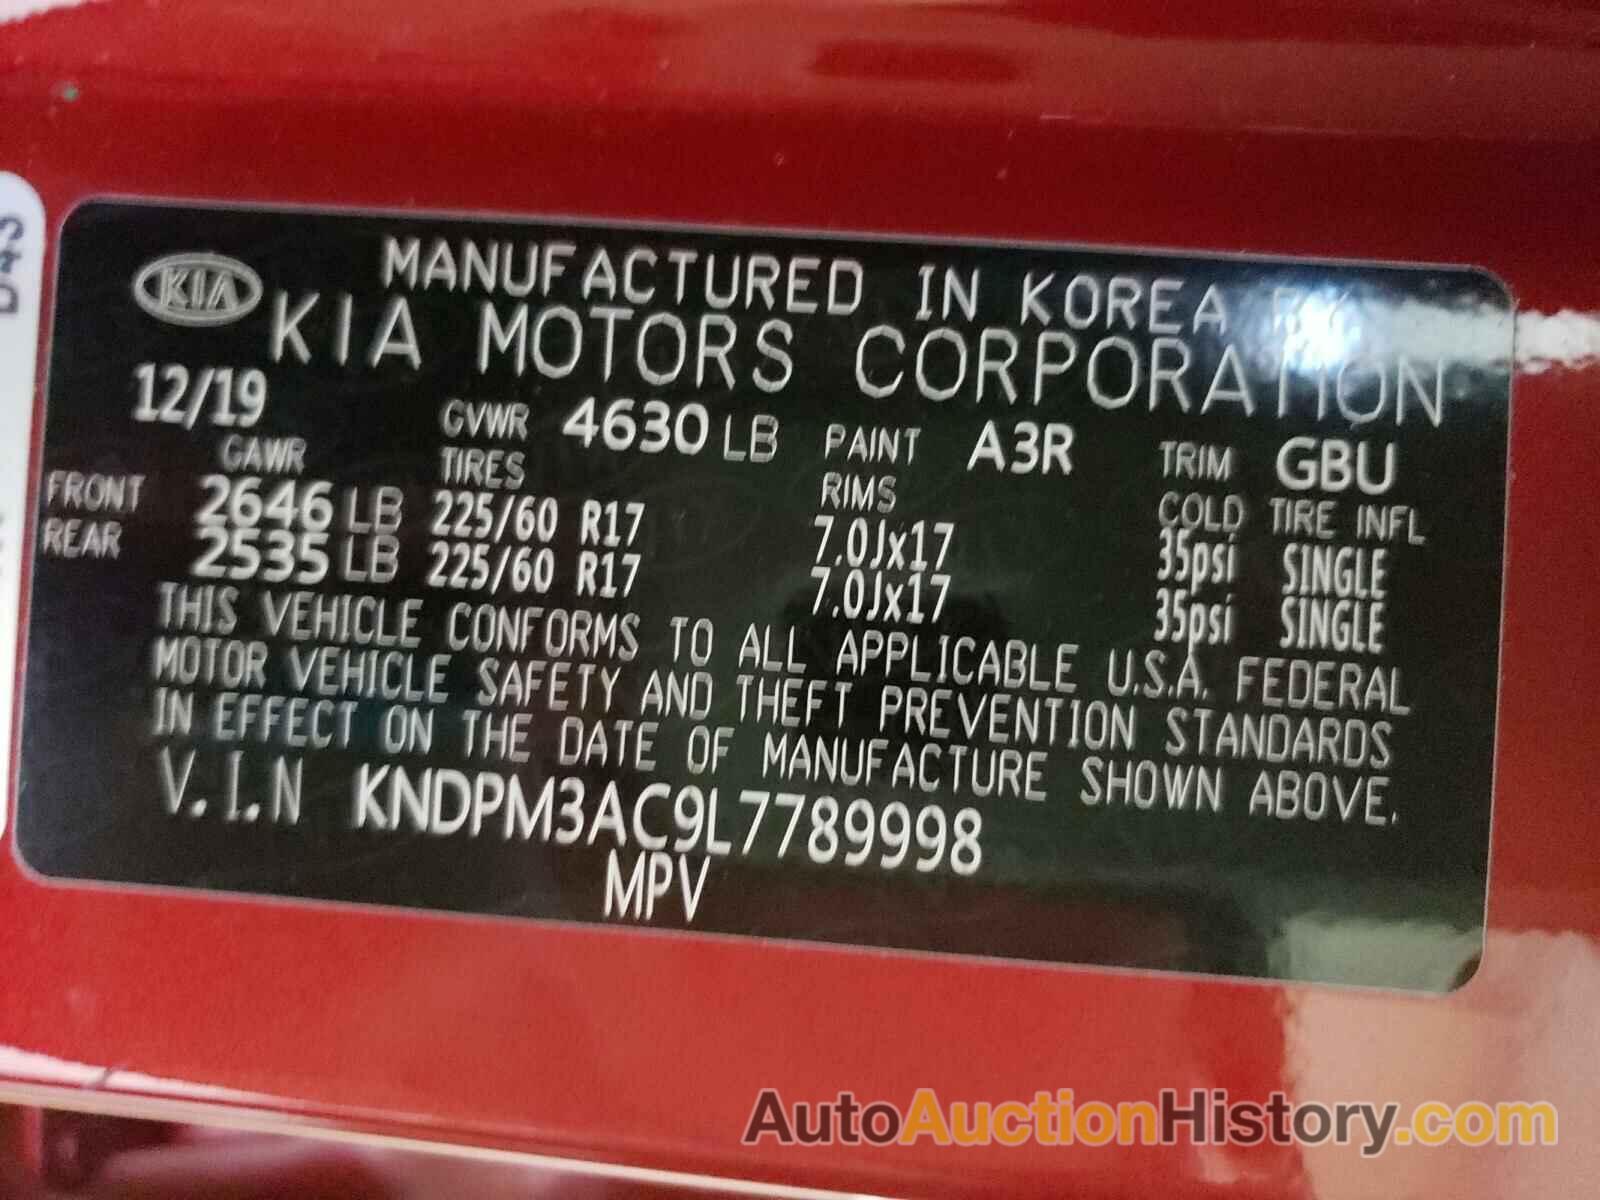 D4S
MANUFACTURED IN KOREA BY
KIA
KIA MOTORS CORPORATION
12/19 GVWR 4630 LB PAINT A3R TRIM GBU
GAWR TIRES RIMS COLD TIRE INFL
FRONT 2646 LB 225/60 R17 7.0Jx17 35psi SINGLE
REAR 2535 LB 225/60 R17 7.0Jx17 35psi SINGLE
THIS VEHICLE CONFORMS TO ALL APPLICABLE U.S.A. FEDERAL
MOTOR VEHICLE SAFETY AND THEFT PREVENTION STANDARDS
IN EFFECT ON THE DATE OF MANUFACTURE SHOWN ABOVE.
V.I.N KNDPM3AC9L7789998
MPV
AutoAuctionHistory.com